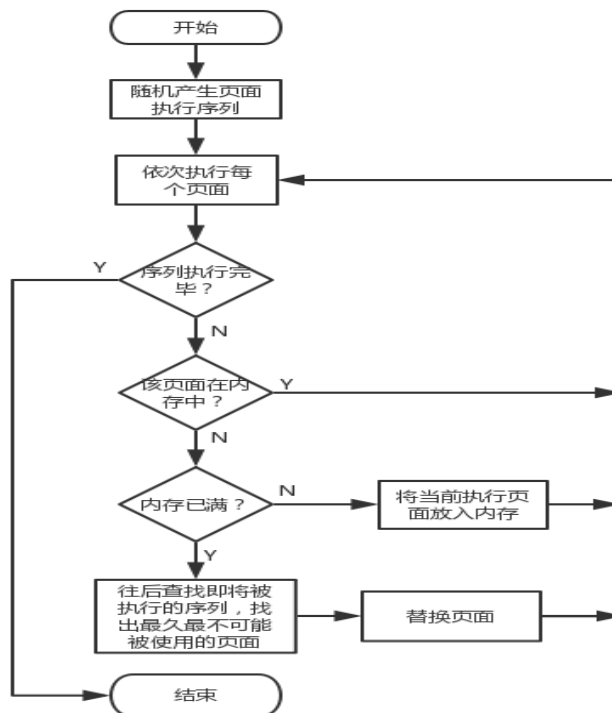 开始
随机产生页面
执行序列
依次执行每
个页面
Y
序列执行完
毕？
N
该页面在内
存中？
Y
N
内存已满？
N
将当前执行页
面放入内存
Y
往后查找即将被
执行的序列，找
出最久最不可能
被使用的页面
替换页面
结束